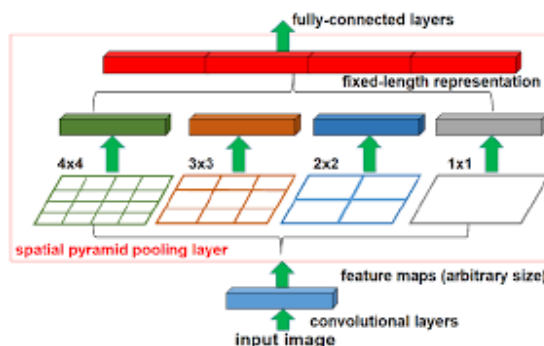 fully-connected layers
fixed-length representation
4x4 3x3 2x2 1x1
spatial pyramid pooling layer
feature maps (arbitrary size)
convolutional layers
input image